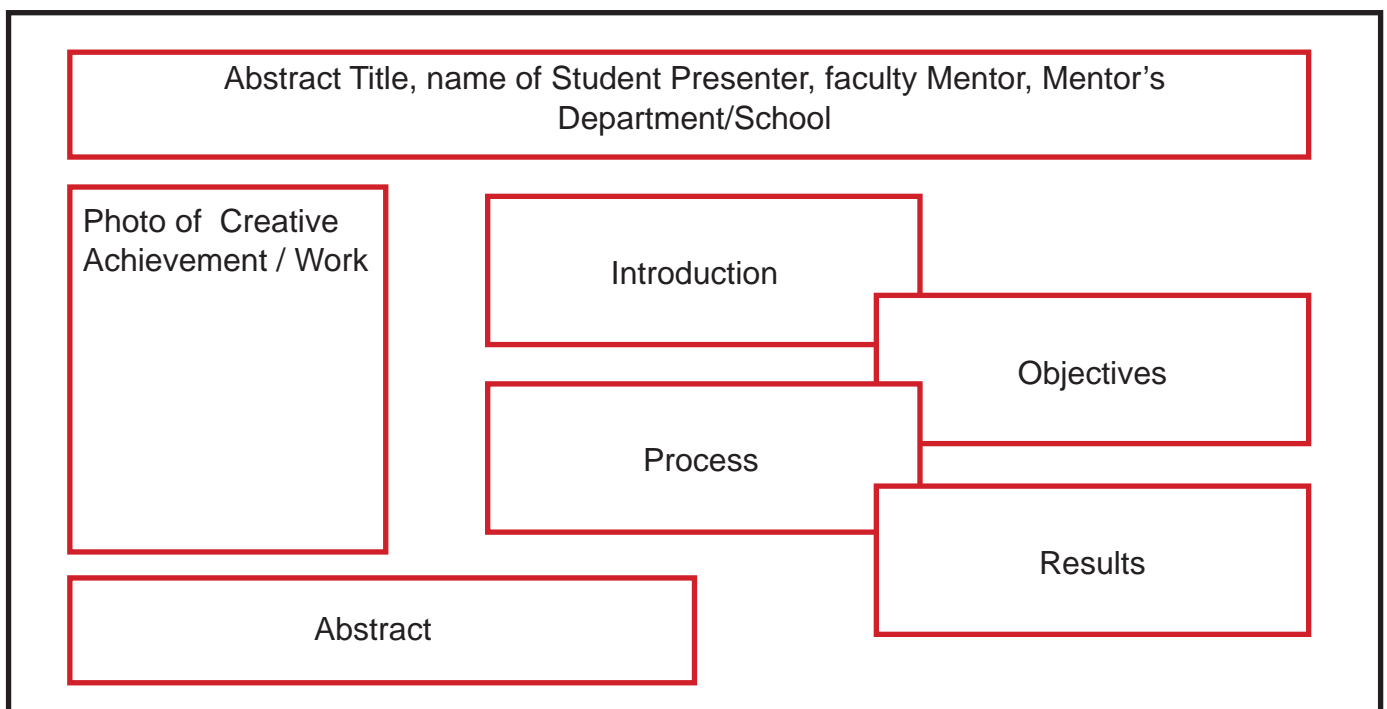 Abstract Title, name of Student Presenter, faculty Mentor, Mentor’s
Department/School
Photo of  Creative
Achievement / Work
Introduction
Objectives
Process
Results
Abstract